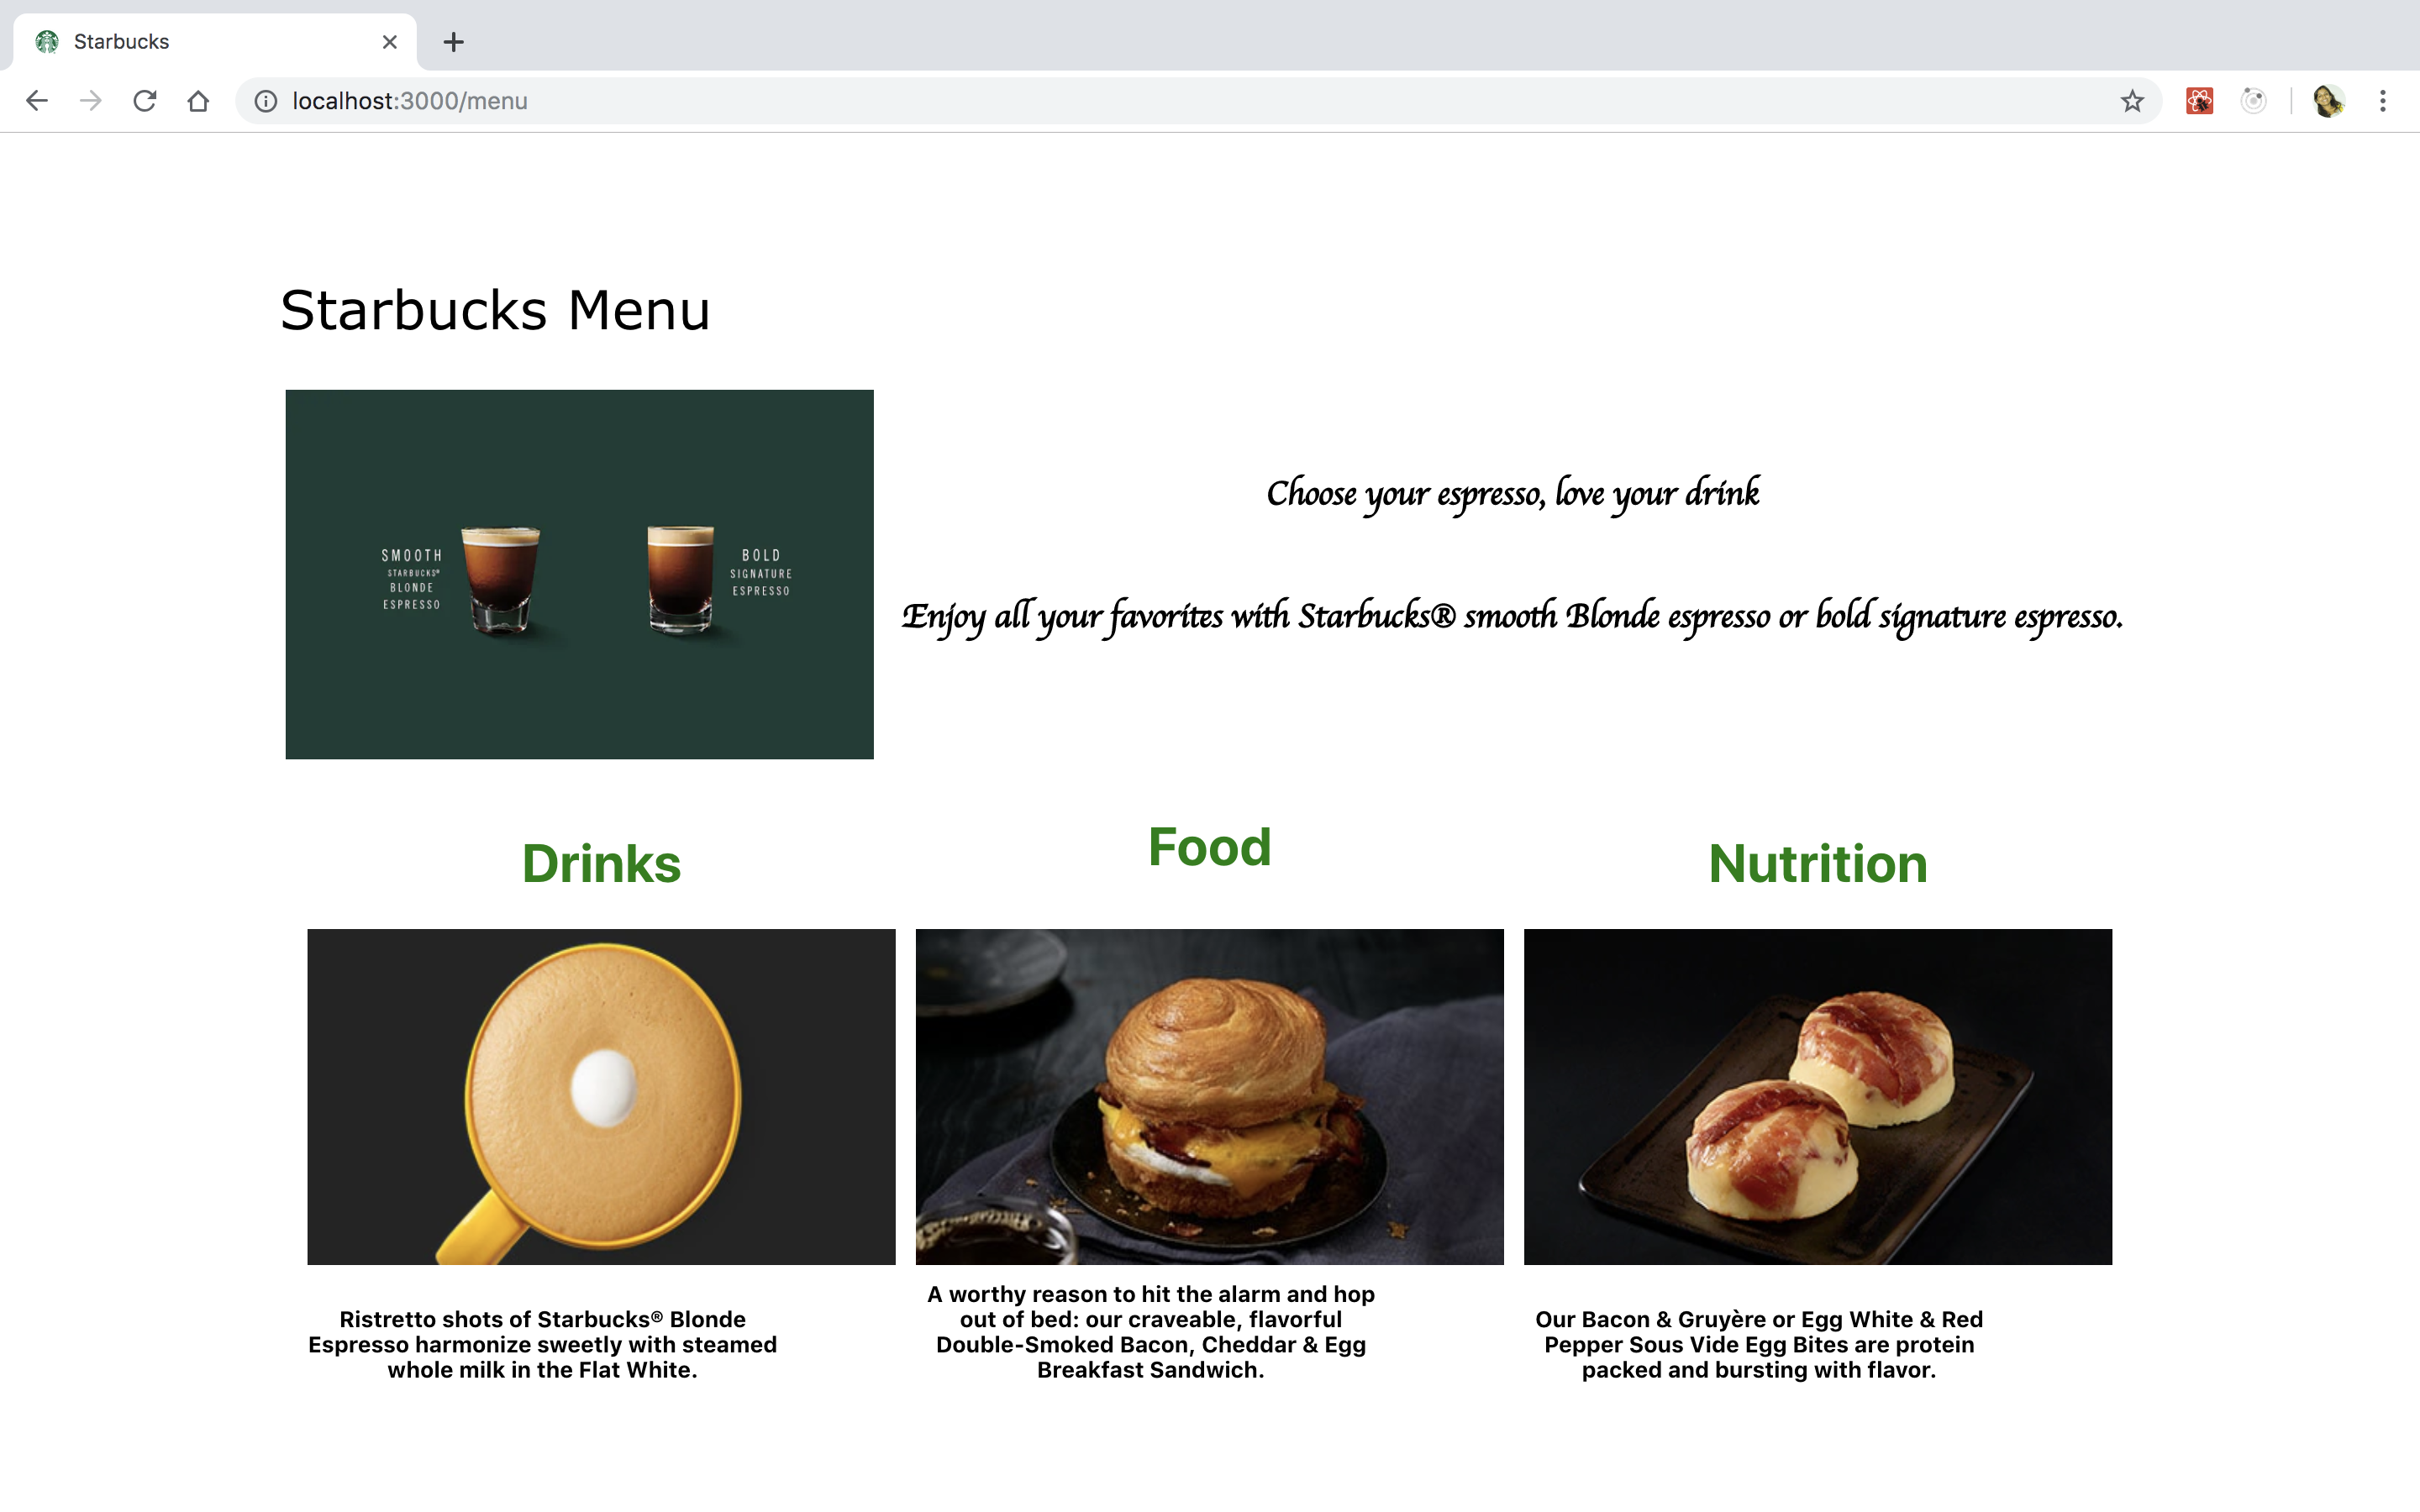 Starbucks
localhost:3000/menu
Starbucks Menu
SMOOTH
STARBUCKS®
BLONDE
ESPRESSO
BOLD
SIGNATURE
ESPRESSO
Choose your espresso, love your drink
Enjoy all your favorites with Starbucks® smooth Blonde espresso or bold signature espresso.
Drinks
Food
Nutrition
Ristretto shots of Starbucks® Blonde
Espresso harmonize sweetly with steamed
whole milk in the Flat White.
A worthy reason to hit the alarm and hop
out of bed: our craveable, flavorful
Double-Smoked Bacon, Cheddar & Egg
Breakfast Sandwich.
Our Bacon & Gruyère or Egg White & Red
Pepper Sous Vide Egg Bites are protein
packed and bursting with flavor.